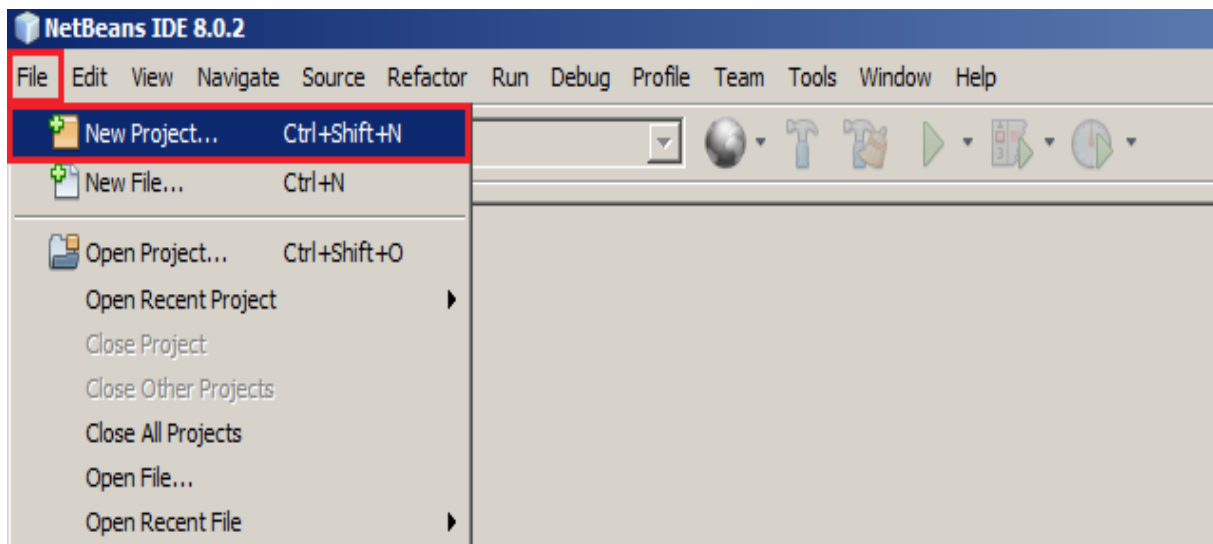 NetBeans IDE 8.0.2
File Edit View Navigate Source Refactor Run Debug Profile Team Tools Window Help
New Project... Ctrl+Shift+N
New File... Ctrl+N
Open Project... Ctrl+Shift+O
Open Recent Project
Close Project
Close Other Projects
Close All Projects
Open File...
Open Recent File